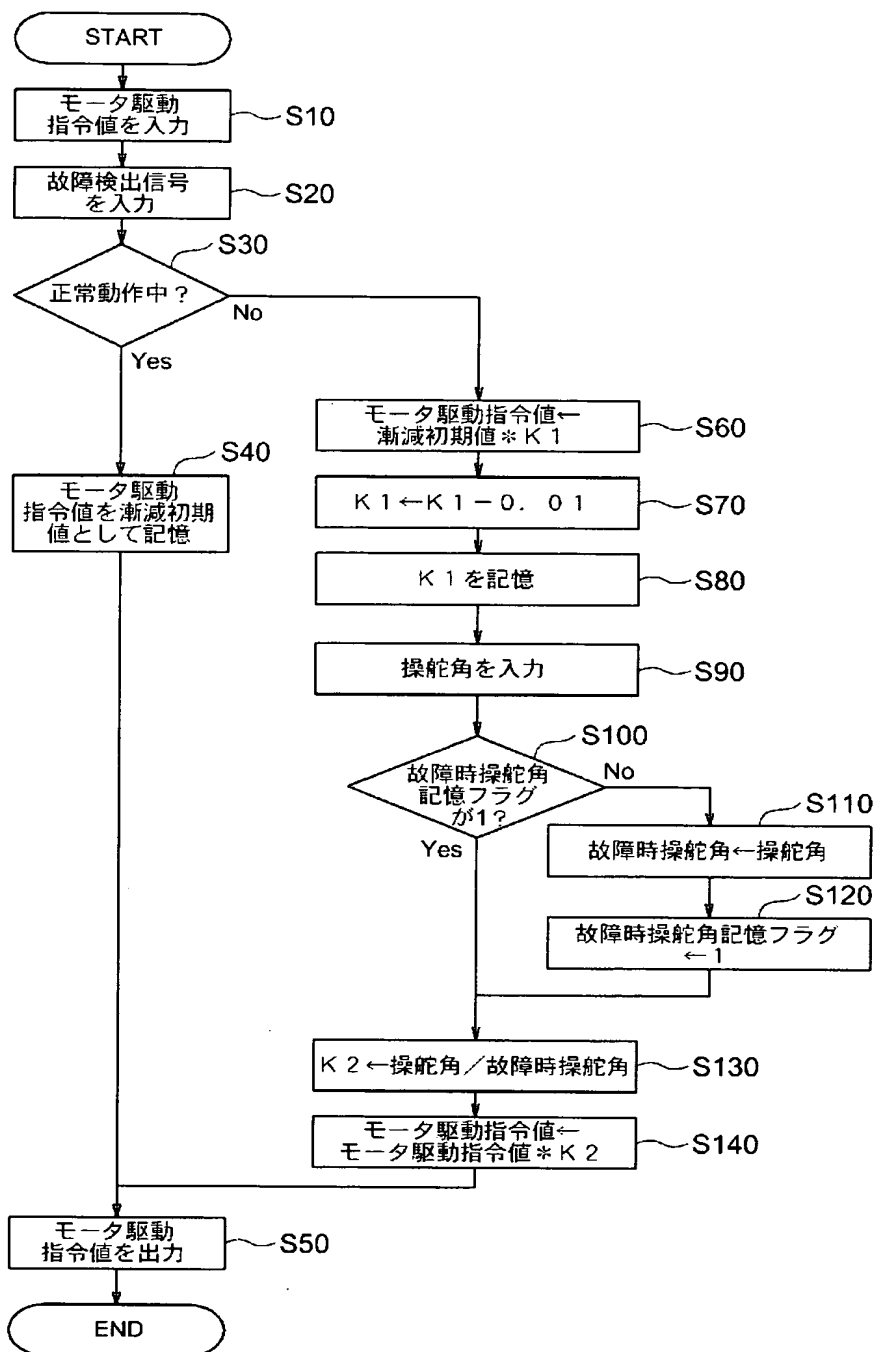 START
モータ駆動
指令値を入力
S10
故障検出信号
を入力
S20
S30
正常動作中?
No
Yes
S40
モータ駆動
指令値を漸減初期
値として記憶
モータ駆動指令値←
漸減初期値*K1
S60
K1←K1-0.01
S70
K1を記憶
S80
操舵角を入力
S90
S100
故障時操舵角
記憶フラグ
が1?
No
Yes
S110
故障時操舵角←操舵角
S120
故障時操舵角記憶フラグ
←1
K2←操舵角/故障時操舵角
S130
モータ駆動指令値←
モータ駆動指令値*K2
S140
モータ駆動
指令値を出力
S50
END